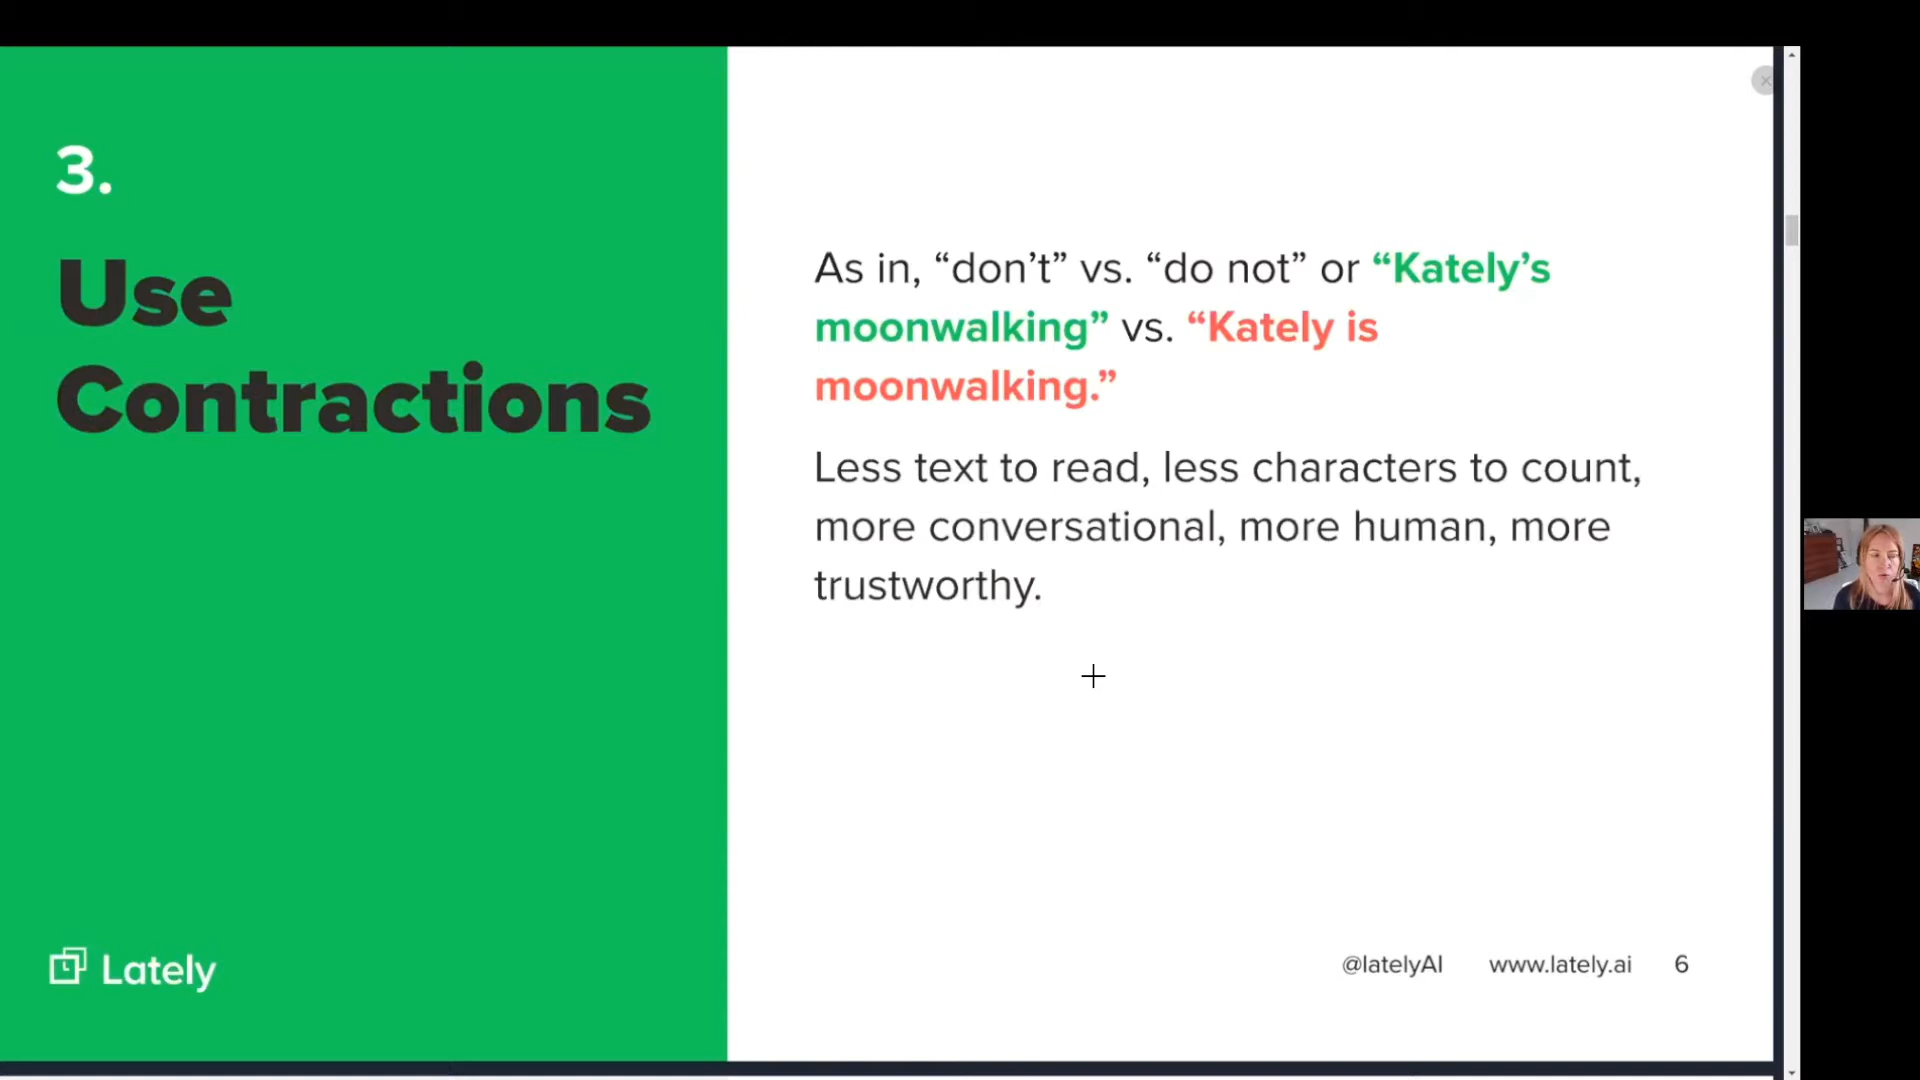 3.
Use
Contractions
As in, “don’t” vs. “do not” or “Kately’s
moonwalking” vs. “Kately is
moonwalking.”
Less text to read, less characters to count,
more conversational, more human, more
trustworthy.
Lately
@latelyAI www.lately.ai 6